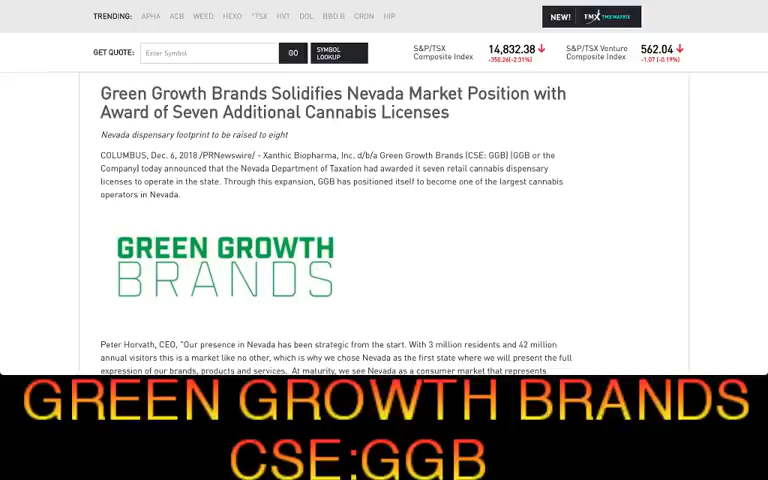 TRENDING: APHA ACB WEED HEXO ^TSX HVT DOL BBD.B CRON HIP
NEW! TMX TMXMATRIX
GET QUOTE: Enter Symbol GO SYMBOL LOOKUP
S&P/TSX Composite Index 14,832.38 -350.26(-2.31%)
S&P/TSX Venture Composite Index 562.04 -1.07 (-0.19%)
Green Growth Brands Solidifies Nevada Market Position with
Award of Seven Additional Cannabis Licenses
Nevada dispensary footprint to be raised to eight
COLUMBUS, Dec. 6, 2018 /PRNewswire/ - Xanthic Biopharma, Inc. d/b/a Green Growth Brands (CSE: GGB) (GGB or the
Company) today announced that the Nevada Department of Taxation had awarded it seven retail cannabis dispensary
licenses to operate in the state. Through this expansion, GGB has positioned itself to become one of the largest cannabis
operators in Nevada.
GREEN GROWTH
BRANDS
Peter Horvath, CEO, "Our presence in Nevada has been strategic from the start. With 3 million residents and 42 million
annual visitors this is a market like no other, which is why we chose Nevada as the first state where we will present the full
expression of our brands, products and services. At maturity, we see Nevada as a consumer market that represents
GREEN GROWTH BRANDS
CSE:GGB